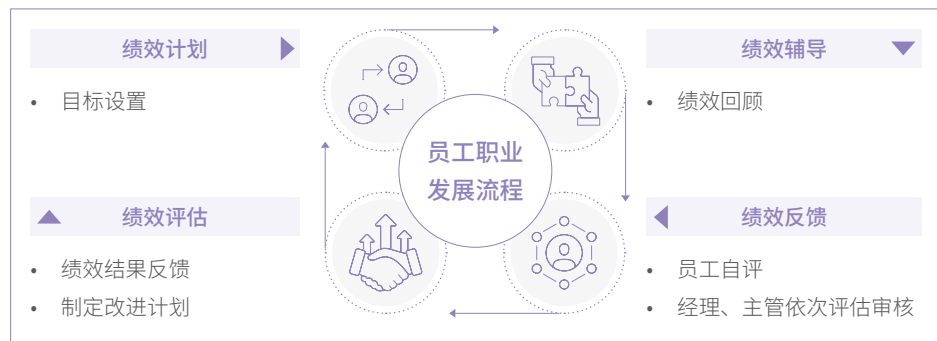 绩效计划
• 目标设置
绩效辅导
• 绩效回顾
员工职业
发展流程
绩效评估
• 绩效结果反馈
• 制定改进计划
绩效反馈
• 员工自评
• 经理、主管依次评估审核